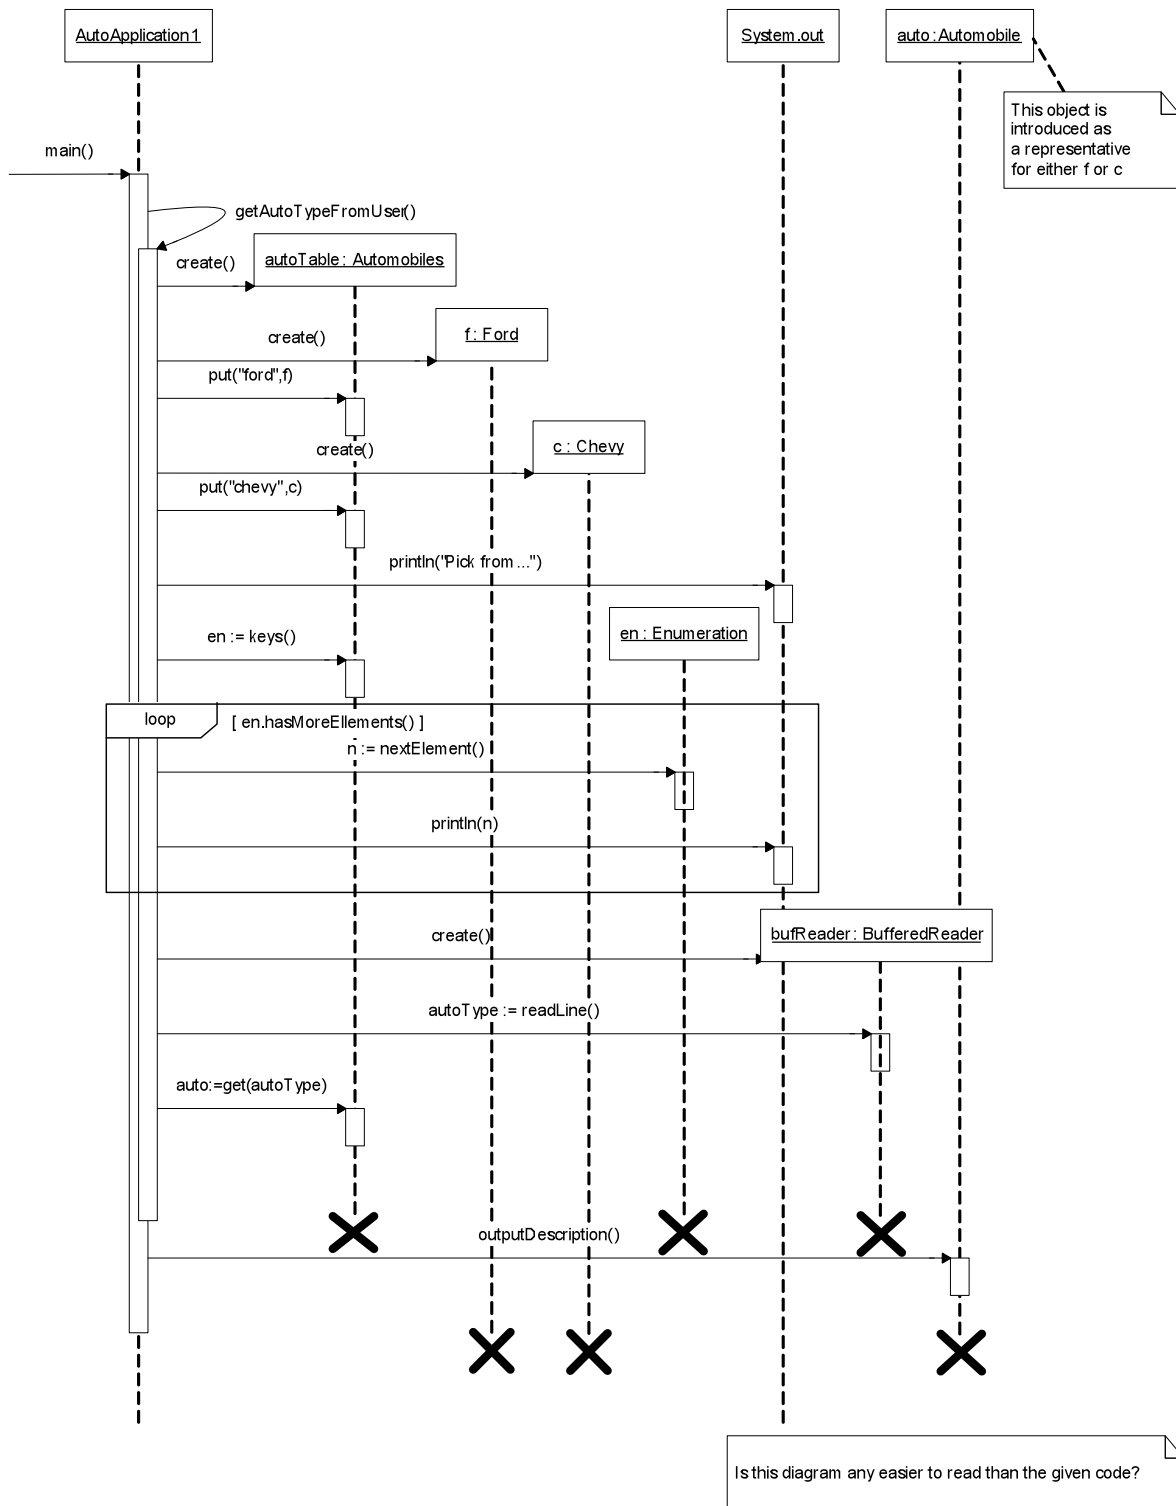 AutoApplication1
System.out
auto:Automobile
This object is
introduced as
a representative
for either f or c
main()
getAutoTypeFromUser()
create()
autoTable: Automobiles
create()
f: Ford
put("ford",f)
create()
c : Chevy
put("chevy",c)
println("Pick from...")
en : Enumeration
en := keys()
loop
[ en.hasMoreEllements() ]
n := nextElement()
println(n)
create()
bufReader: BufferedReader
autoType := readLine()
auto:=get(autoType)
outputDescription()
Is this diagram any easier to read than the given code?